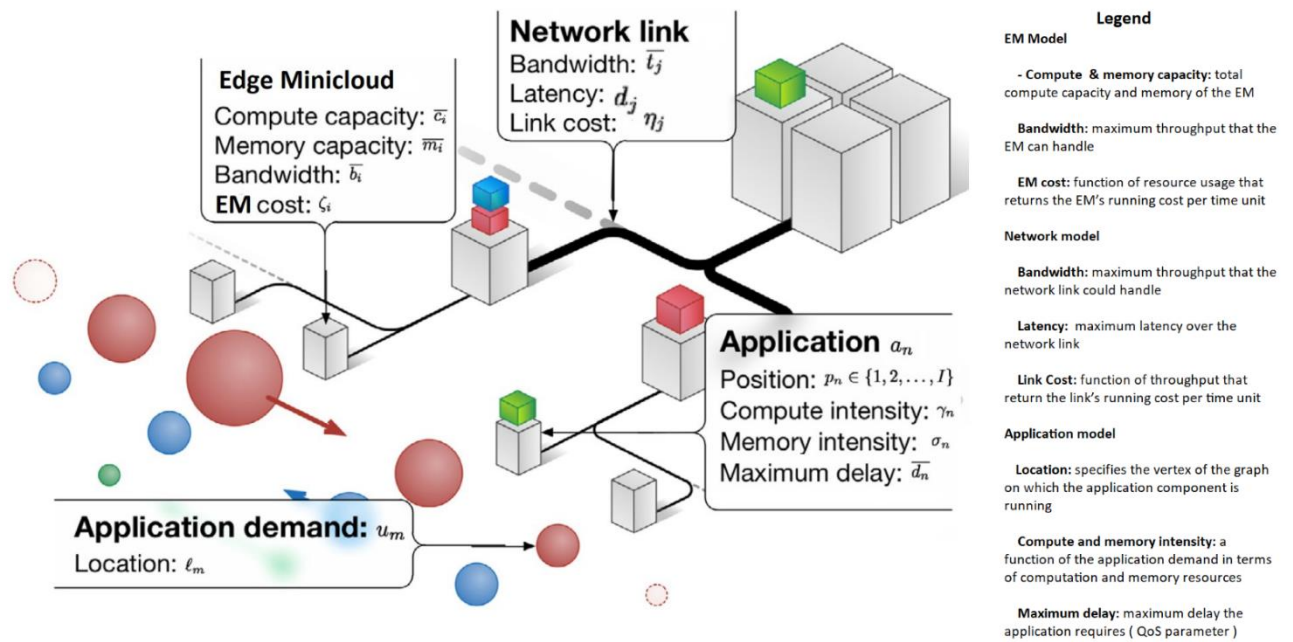 Edge Minicloud
Compute capacity: c̅ᵢ
Memory capacity: m̅ᵢ
Bandwidth: b̅ᵢ
EM cost: ζᵢ
Network link
Bandwidth: t̅ⱼ
Latency: dⱼ
Link cost: ηⱼ
Application aₙ
Position: pₙ ∈ {1, 2, . . . , I}
Compute intensity: γₙ
Memory intensity: σₙ
Maximum delay: d̅ₙ
Application demand: uₘ
Location: ℓₘ
Legend
EM Model
- Compute & memory capacity: total
compute capacity and memory of the EM
Bandwidth: maximum throughput that the
EM can handle
EM cost: function of resource usage that
returns the EM's running cost per time unit
Network model
Bandwidth: maximum throughput that the
network link could handle
Latency: maximum latency over the
network link
Link Cost: function of throughput that
return the link's running cost per time unit
Application model
Location: specifies the vertex of the graph
on which the application component is
running
Compute and memory intensity: a
function of the application demand in terms
of computation and memory resources
Maximum delay: maximum delay the
application requires ( QoS parameter )